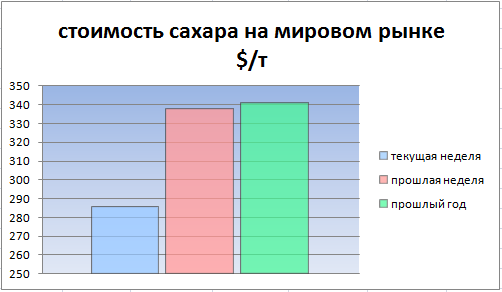 стоимость сахара на мировом рынке
$/т
350
340
330
320
310
300
290
280
270
260
250
текущая неделя
прошлая неделя
прошлый год